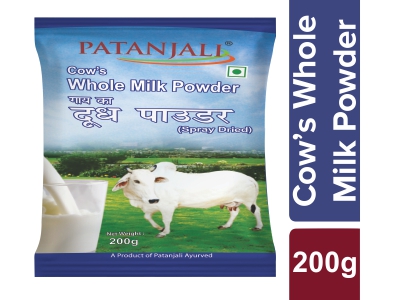 PATANJALI®
Cow's
Whole Milk Powder
गाय का
दूध पाउडर
(Spray Dried)
Net Weight:
200g
A Product of Patanjali Ayurved
Cow's Whole
Milk Powder
200g